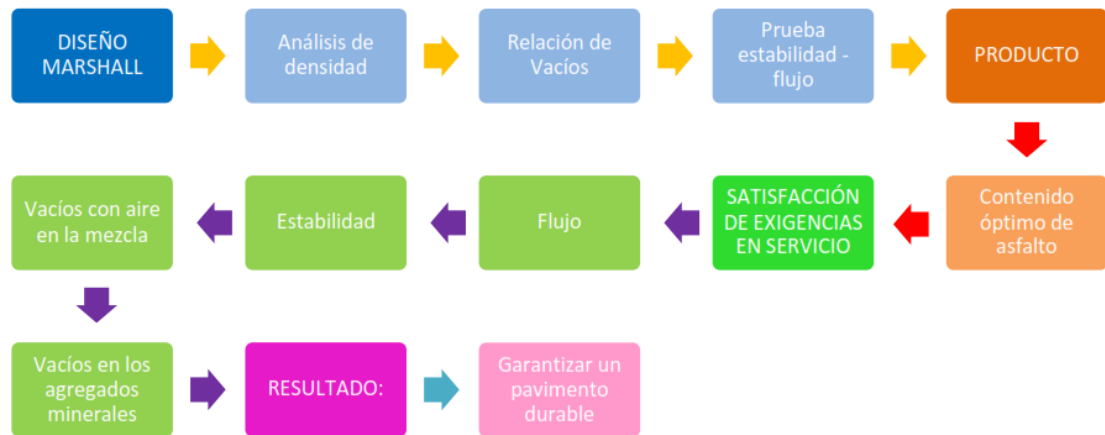 DISEÑO
MARSHALL
Análisis de
densidad
Relación de
Vacíos
Prueba
estabilidad -
flujo
PRODUCTO
Contenido
óptimo de
asfalto
SATISFACCIÓN
DE EXIGENCIAS
EN SERVICIO
Flujo
Estabilidad
Vacíos con aire
en la mezcla
Vacíos en los
agregados
minerales
RESULTADO:
Garantizar un
pavimento
durable